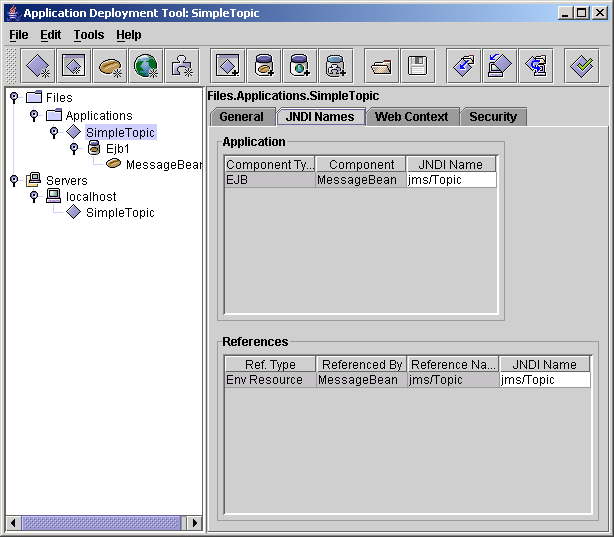 Application Deployment Tool: SimpleTopic
File Edit Tools Help
Files
Applications
SimpleTopic
Ejb1
MessageBean
Servers
localhost
SimpleTopic
Files.Applications.SimpleTopic
General JNDI Names Web Context Security
Application
Component Ty... Component JNDI Name
EJB MessageBean jms/Topic
References
Ref. Type Referenced By Reference Na... JNDI Name
Env Resource MessageBean jms/Topic jms/Topic